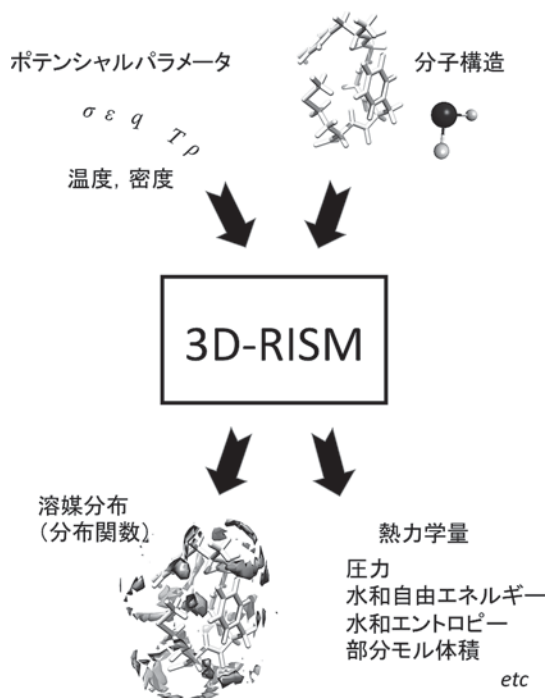 ポテンシャルパラメータ
分子構造
σ ε q T ρ
温度, 密度
3D-RISM
溶媒分布
(分布関数)
熱力学量
圧力
水和自由エネルギー
水和エントロピー
部分モル体積
etc